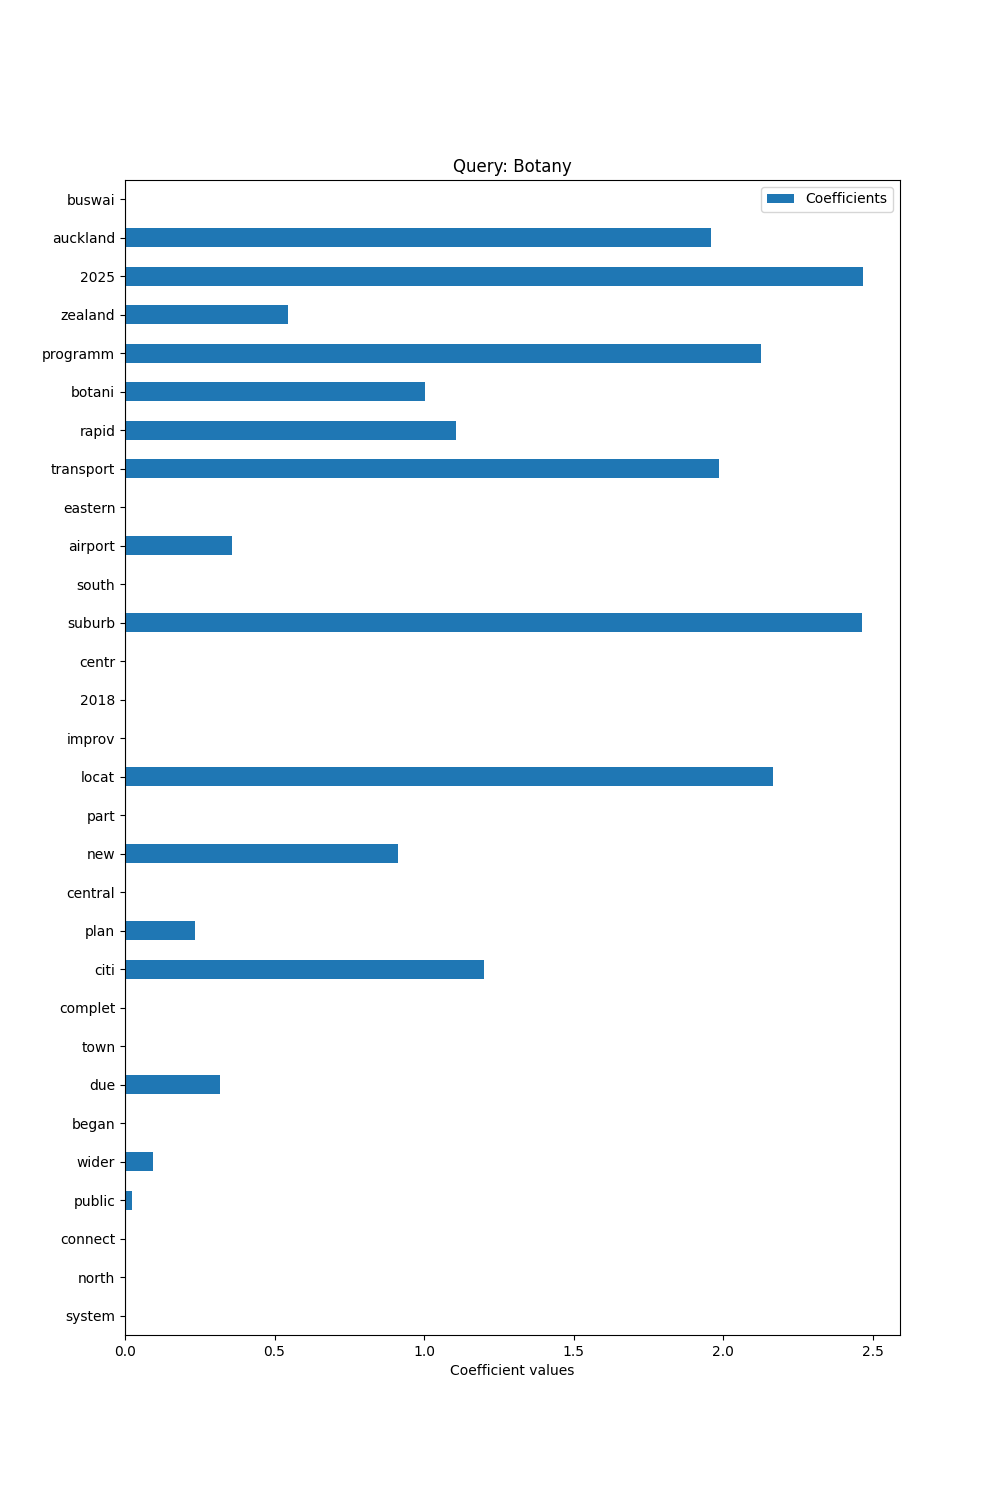 Query: Botany
Coefficients
buswai
auckland
2025
zealand
programm
botani
rapid
transport
eastern
airport
south
suburb
centr
2018
improv
locat
part
new
central
plan
citi
complet
town
due
began
wider
public
connect
north
system
0.0 0.5 1.0 1.5 2.0 2.5
Coefficient values